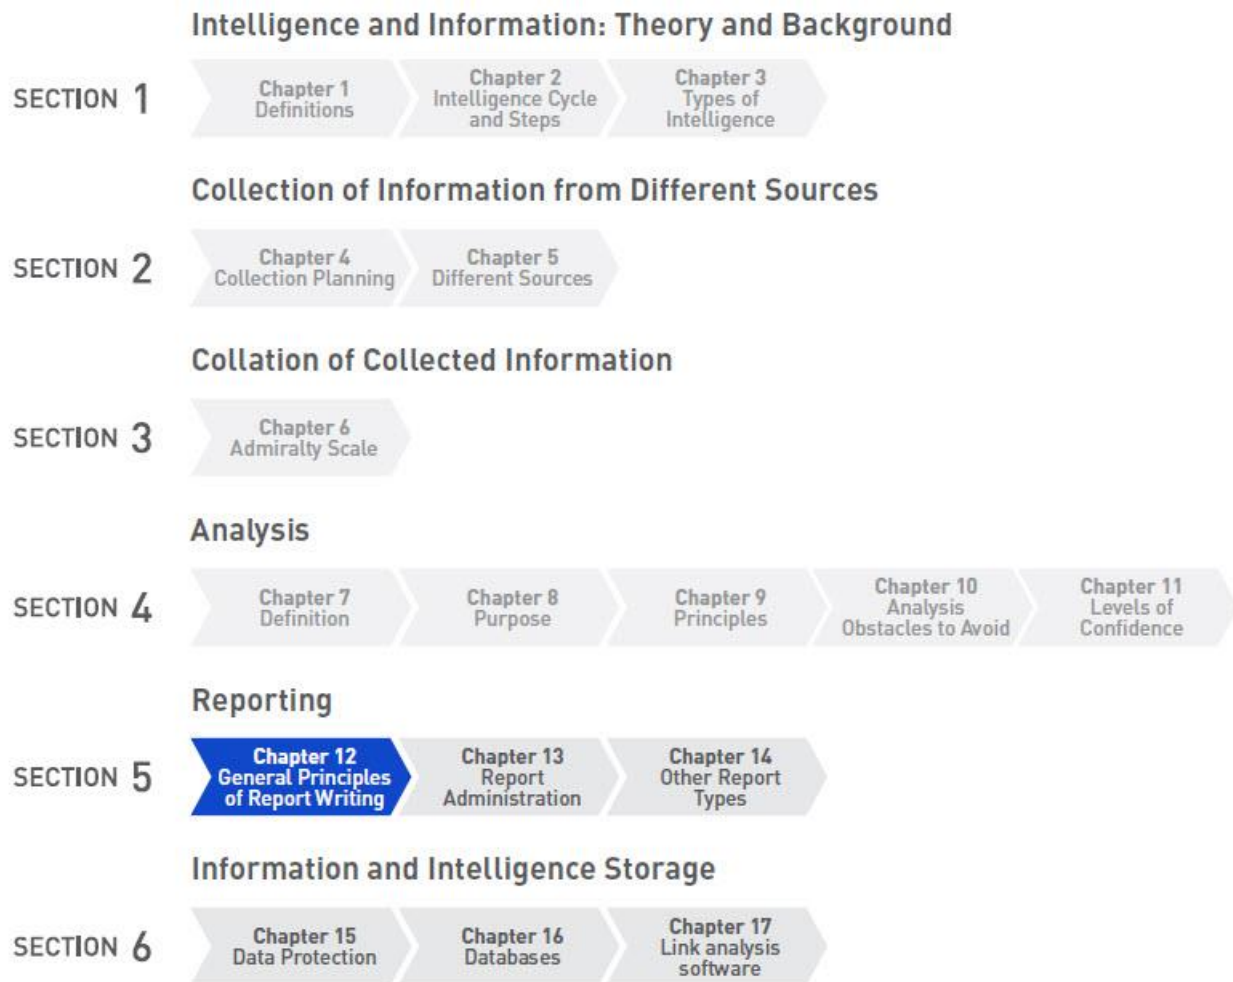 Intelligence and Information: Theory and Background
SECTION 1
Chapter 1
Definitions
Chapter 2
Intelligence Cycle
and Steps
Chapter 3
Types of
Intelligence
Collection of Information from Different Sources
SECTION 2
Chapter 4
Collection Planning
Chapter 5
Different Sources
Collation of Collected Information
SECTION 3
Chapter 6
Admiralty Scale
Analysis
SECTION 4
Chapter 7
Definition
Chapter 8
Purpose
Chapter 9
Principles
Chapter 10
Analysis
Obstacles to Avoid
Chapter 11
Levels of
Confidence
Reporting
SECTION 5
Chapter 12
General Principles
of Report Writing
Chapter 13
Report
Administration
Chapter 14
Other Report
Types
Information and Intelligence Storage
SECTION 6
Chapter 15
Data Protection
Chapter 16
Databases
Chapter 17
Link analysis
software